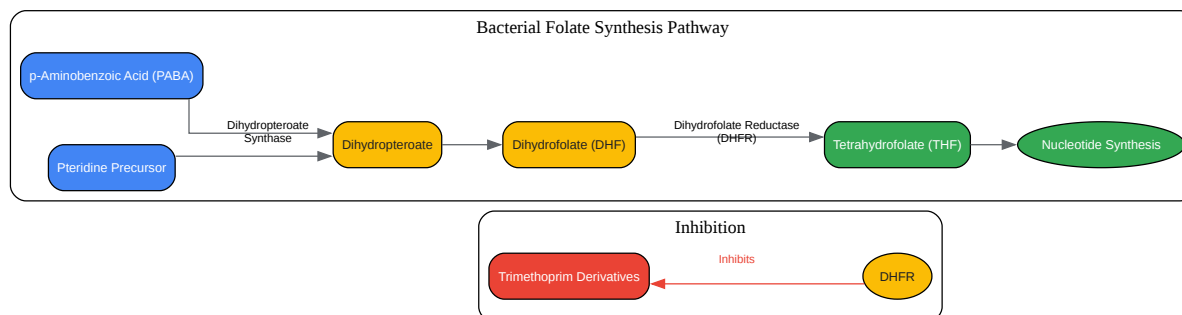 Bacterial Folate Synthesis Pathway
p-Aminobenzoic Acid (PABA)
Dihydropteroate
Synthase
Pteridine Precursor
Dihydropteroate
Dihydrofolate (DHF)
Dihydrofolate Reductase
(DHFR)
Tetrahydrofolate (THF)
Nucleotide Synthesis
Inhibition
Trimethoprim Derivatives
Inhibits
DHFR